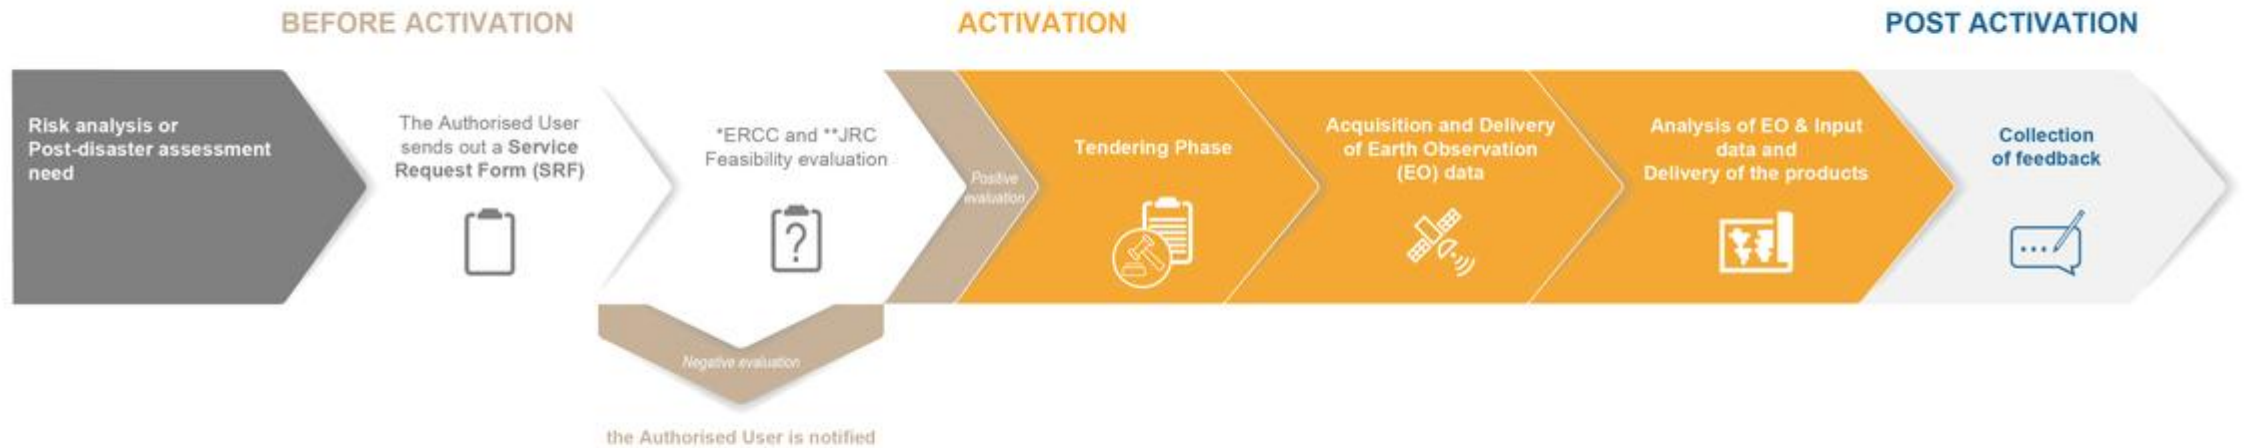 BEFORE ACTIVATION
ACTIVATION
POST ACTIVATION
Risk analysis or
Post-disaster assessment
need
The Authorised User
sends out a Service
Request Form (SRF)
*ERCC and **JRC
Feasibility evaluation
?
Positive
evaluation
Negative evaluation
the Authorised User is notified
Tendering Phase
Acquisition and Delivery
of Earth Observation
(EO) data
Analysis of EO & Input
data and
Delivery of the products
Collection
of feedback